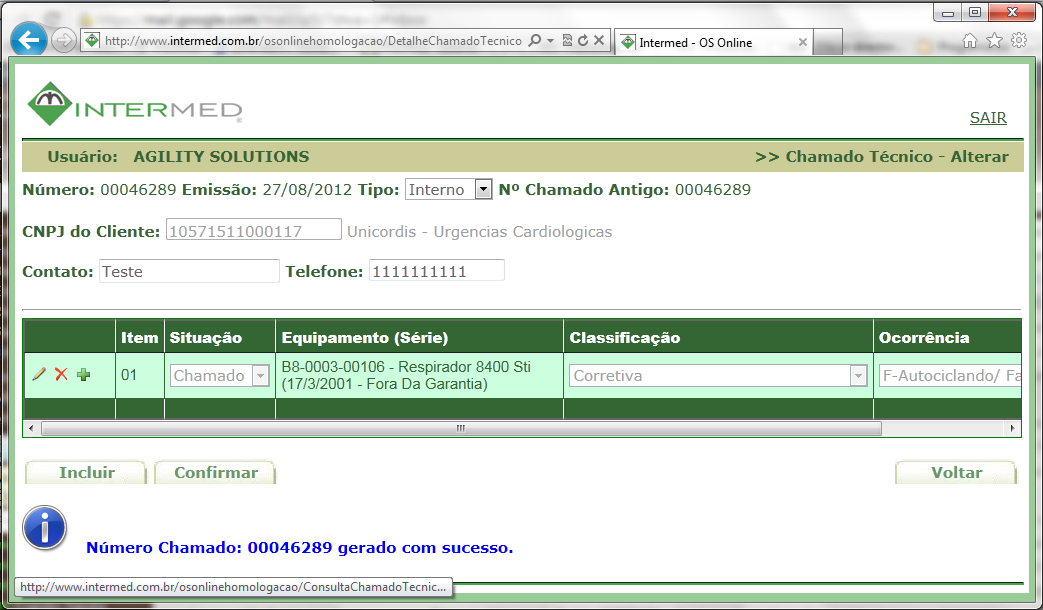 http://www.intermed.com.br/osonlinehomologacao/DetalheChamadoTecnico
Intermed - OS Online
INTERMED
SAIR
Usuário: AGILITY SOLUTIONS >> Chamado Técnico - Alterar
Número: 00046289 Emissão: 27/08/2012 Tipo: Interno Nº Chamado Antigo: 00046289
CNPJ do Cliente: 10571511000117 Unicordis - Urgencias Cardiologicas
Contato: Teste Telefone: 1111111111
Item Situação Equipamento (Série) Classificação Ocorrência
01 Chamado B8-0003-00106 - Respirador 8400 Sti Corretiva F-Autociclando/ Fa
(17/3/2001 - Fora Da Garantia)
Incluir Confirmar Voltar
Número Chamado: 00046289 gerado com sucesso.
http://www.intermed.com.br/osonlinehomologacao/ConsultaChamadoTecnic...